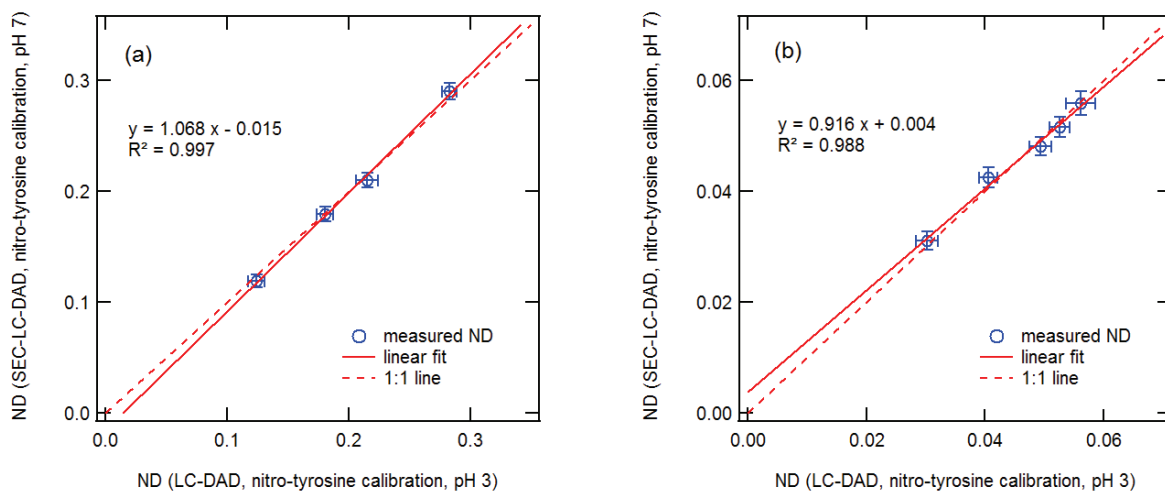 ND (SEC-LC-DAD, nitro-tyrosine calibration, pH 7)
(a)
0.3
0.2
0.1
0.0
y = 1.068 x - 0.015
R² = 0.997
measured ND
linear fit
1:1 line
0.0 0.1 0.2 0.3
ND (LC-DAD, nitro-tyrosine calibration, pH 3)
ND (SEC-LC-DAD, nitro-tyrosine calibration, pH 7)
(b)
0.06
0.04
0.02
0.00
y = 0.916 x + 0.004
R² = 0.988
measured ND
linear fit
1:1 line
0.00 0.02 0.04 0.06
ND (LC-DAD, nitro-tyrosine calibration, pH 3)